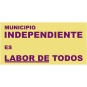 MUNICIPIO
INDEPENDIENTE
ES
LABOR DE TODOS